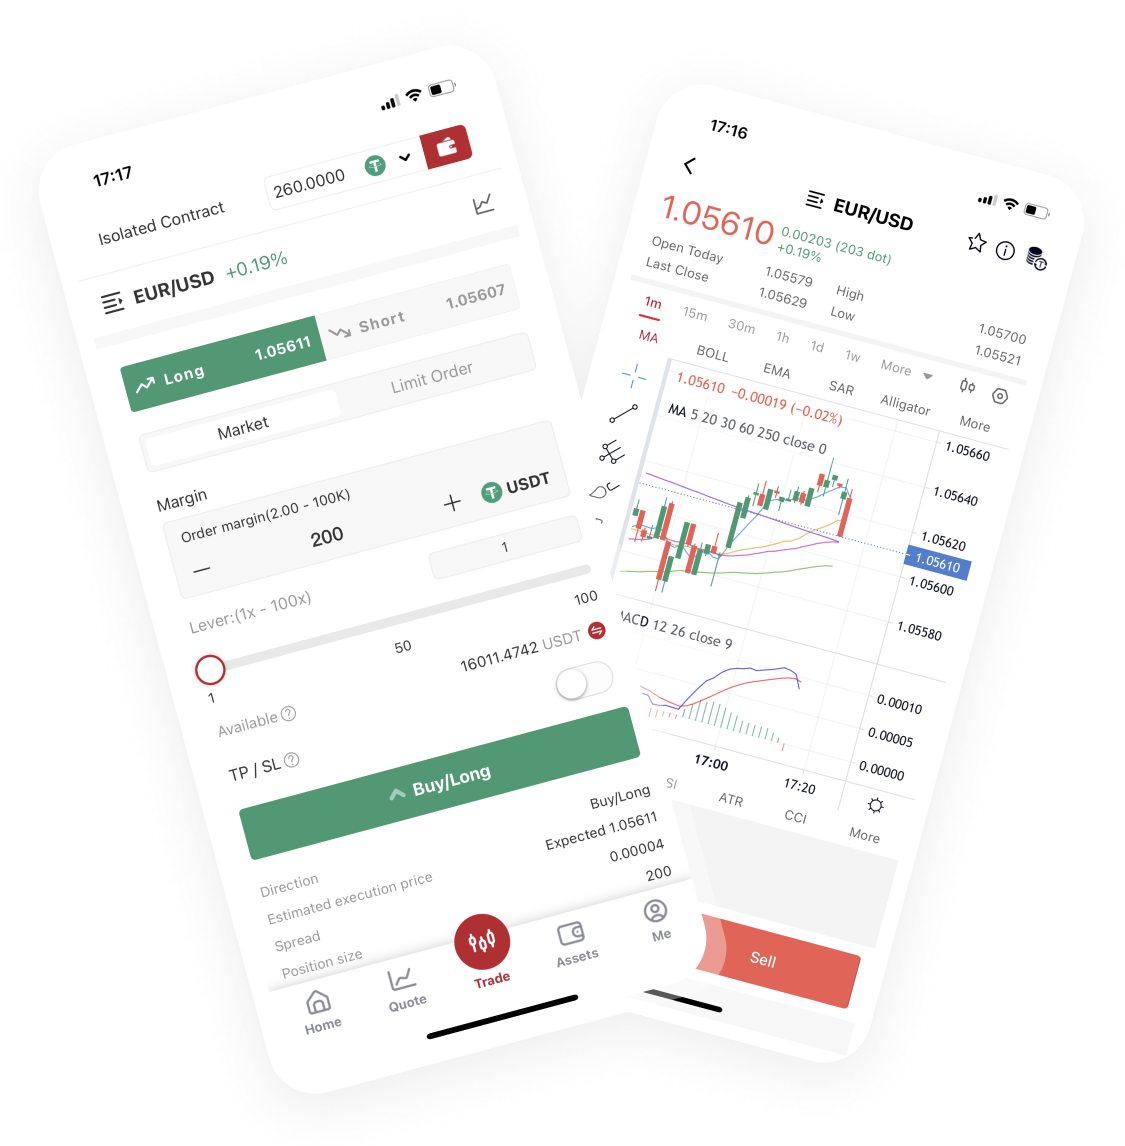 17:17
260.0000
Isolated Contract
EUR/USD +0.19%
Long 1.05611
Short 1.05607
Market
Limit Order
Margin
Order margin(2.00 - 100K)
200
USDT
Lever:(1x - 100x)
1
1
50
100
Available
16011.4742 USDT
TP / SL
Buy/Long
Direction
Buy/Long
Estimated execution price
Expected 1.05611
Spread
0.00004
Position size
200
Home
Quote
Trade
Assets
Me
17:16
EUR/USD
1.05610
0.00203 (203 dot)
+0.19%
Open Today
1.05579
High
1.05700
Last Close
1.05629
Low
1.05521
1m 15m 30m 1h 1d 1w More
MA BOLL EMA SAR Alligator More
1.05610 −0.00019 (−0.02%)
MA 5 20 30 60 250 close 0
1.05660
1.05640
1.05620
1.05610
1.05600
1.05580
MACD 12 26 close 9
0.00010
0.00005
0.00000
17:00
17:20
SI ATR CCI More
Sell